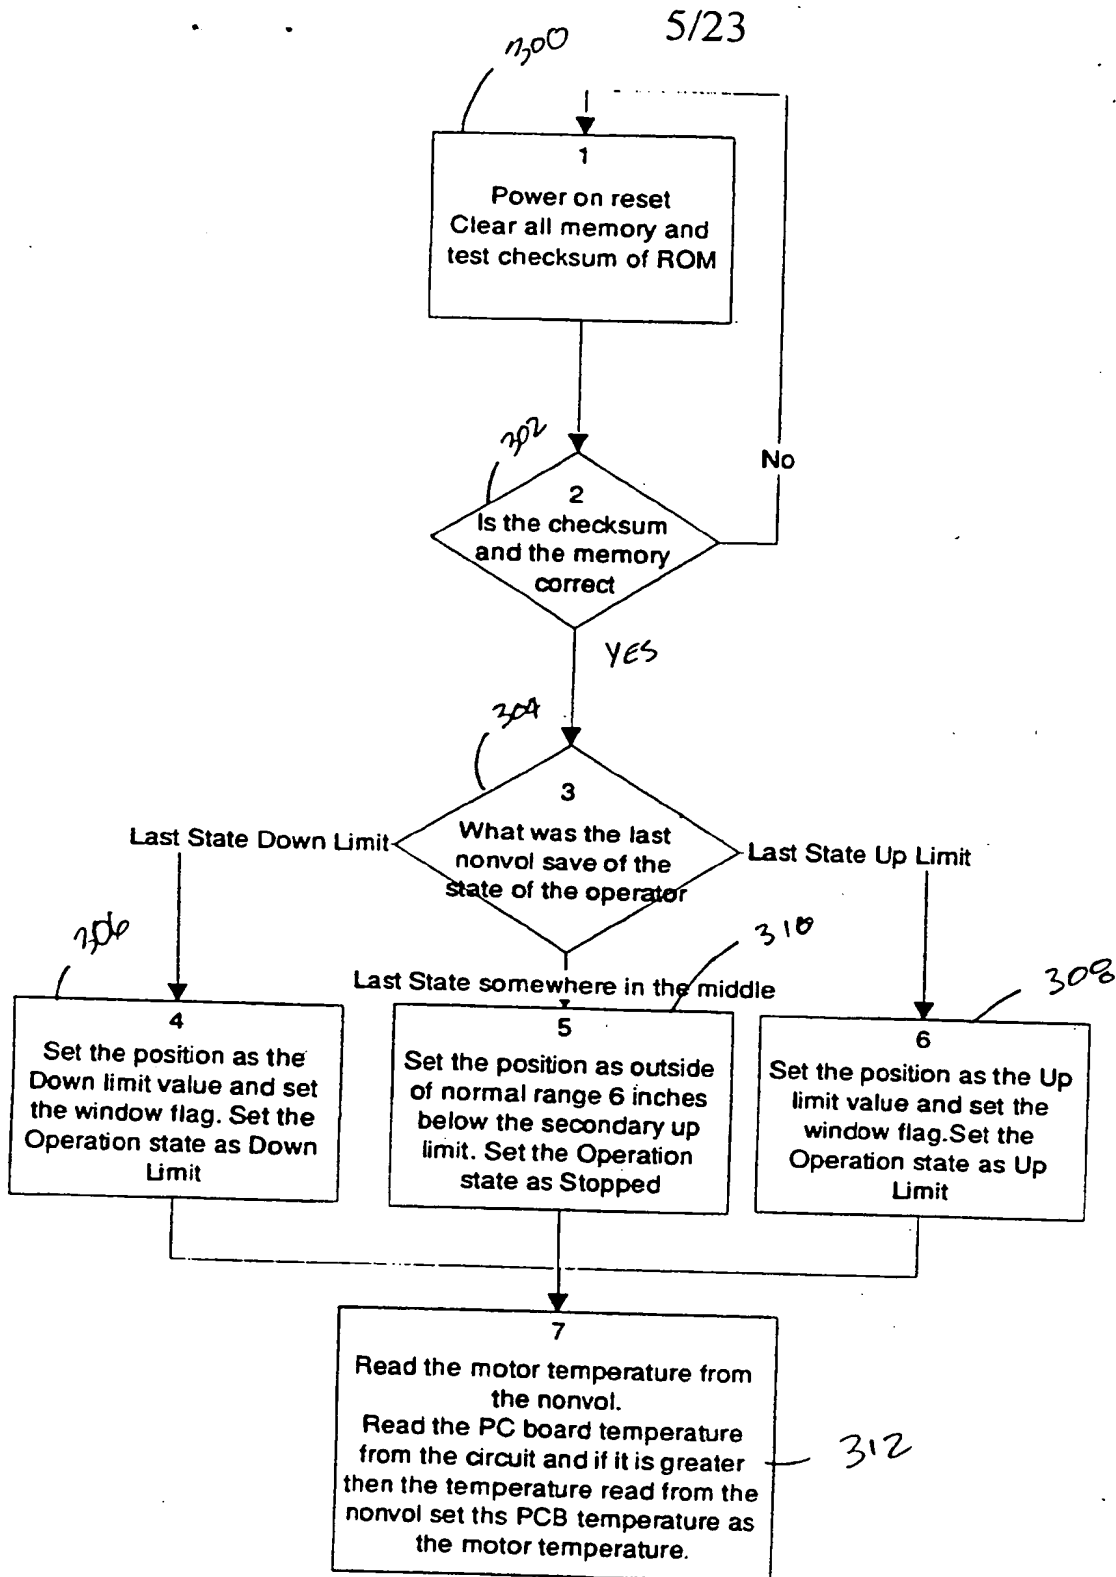 5/23
300
1
Power on reset
Clear all memory and
test checksum of ROM
302
No
2
Is the checksum
and the memory
correct
YES
304
3
What was the last
nonvol save of the
state of the operator
Last State Down Limit
Last State Up Limit
306
310
308
Last State somewhere in the middle
4
Set the position as the
Down limit value and set
the window flag. Set the
Operation state as Down
Limit
5
Set the position as outside
of normal range 6 inches
below the secondary up
limit. Set the Operation
state as Stopped
6
Set the position as the Up
limit value and set the
window flag.Set the
Operation state as Up
Limit
7
Read the motor temperature from
the nonvol.
Read the PC board temperature
from the circuit and if it is greater
then the temperature read from the
nonvol set ths PCB temperature as
the motor temperature.
312